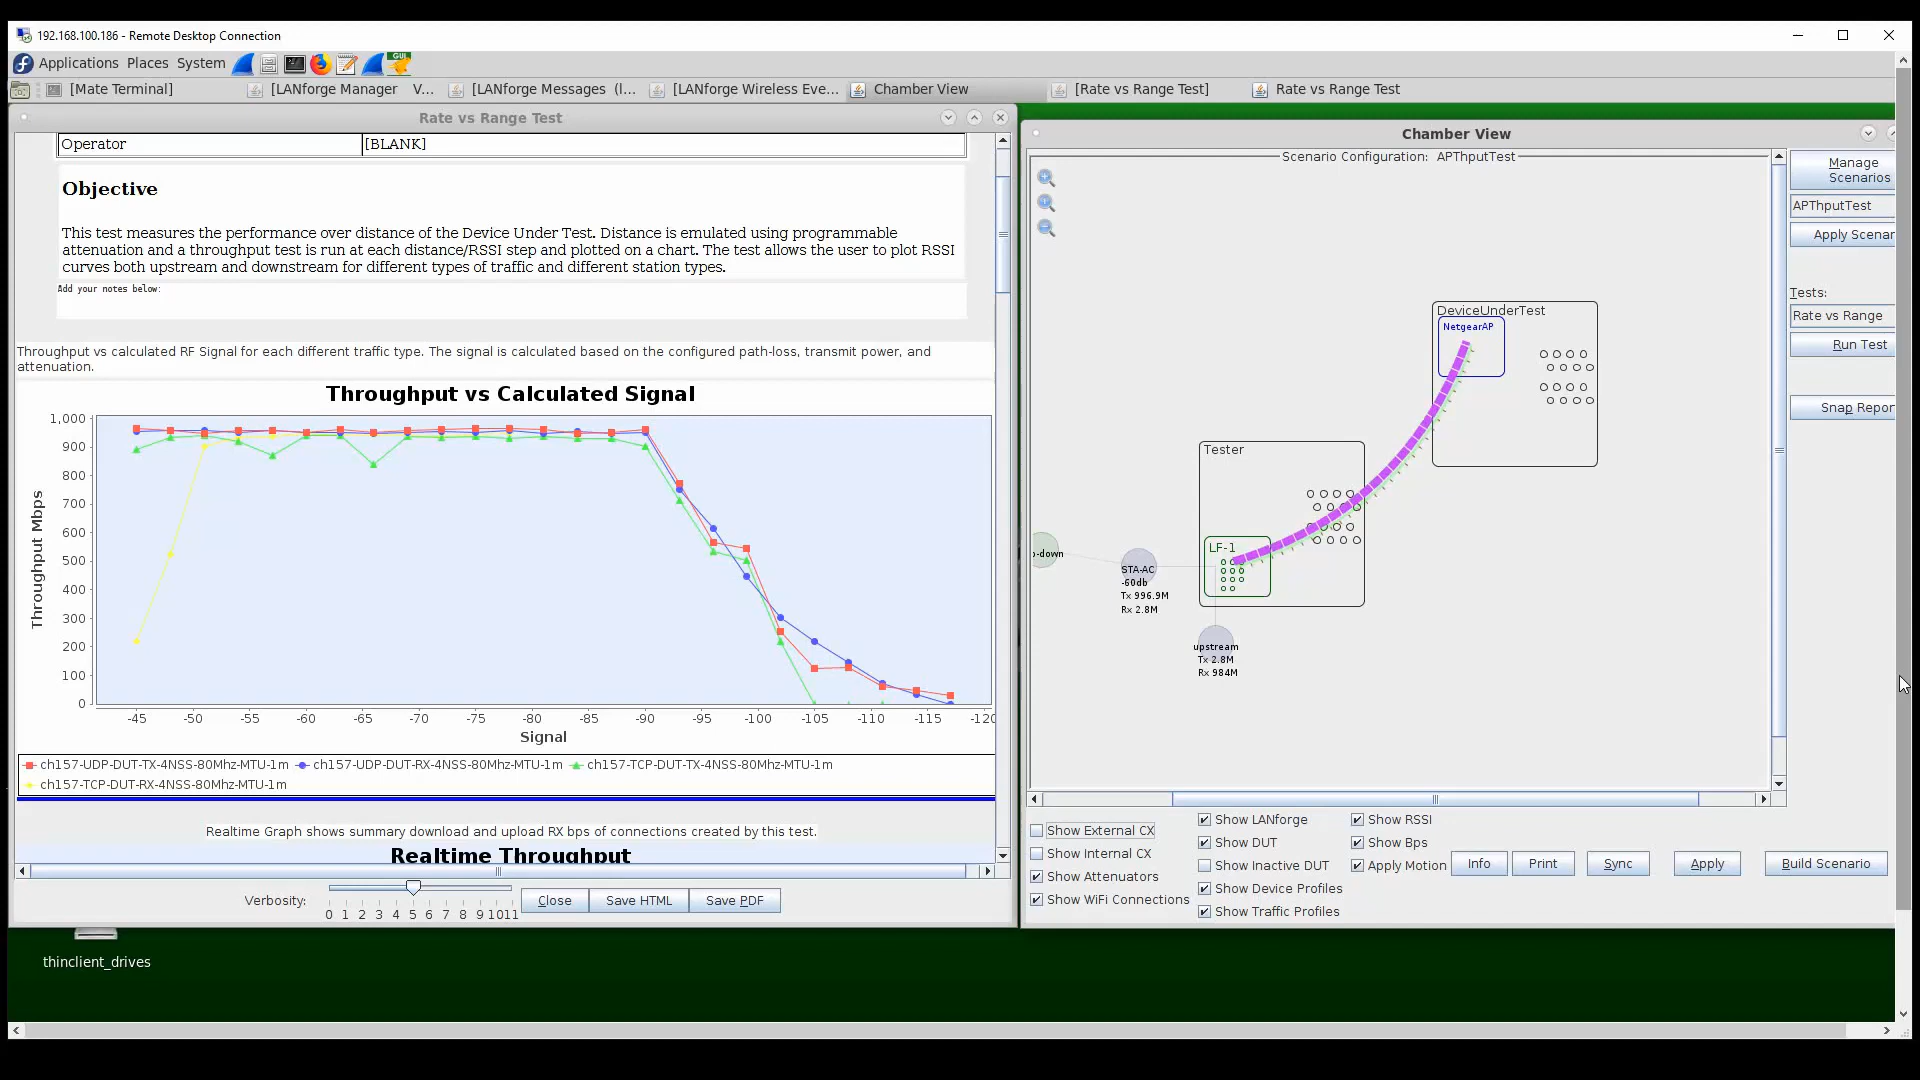 192.168.100.186 - Remote Desktop Connection
Applications Places System
[Mate Terminal]
[LANforge Manager V...
[LANforge Messages (l...
[LANforge Wireless Eve...
Chamber View
[Rate vs Range Test]
Rate vs Range Test
Rate vs Range Test
Operator [BLANK]
Objective
This test measures the performance over distance of the Device Under Test. Distance is emulated using programmable
attenuation and a throughput test is run at each distance/RSSI step and plotted on a chart. The test allows the user to plot RSSI
curves both upstream and downstream for different types of traffic and different station types.
Add your notes below:
Throughput vs calculated RF Signal for each different traffic type. The signal is calculated based on the configured path-loss, transmit power, and
attenuation.
Throughput vs Calculated Signal
Throughput Mbps
1,000
900
800
700
600
500
400
300
200
100
0
-45 -50 -55 -60 -65 -70 -75 -80 -85 -90 -95 -100 -105 -110 -115 -120
Signal
ch157-UDP-DUT-TX-4NSS-80Mhz-MTU-1m ch157-UDP-DUT-RX-4NSS-80Mhz-MTU-1m ch157-TCP-DUT-TX-4NSS-80Mhz-MTU-1m
ch157-TCP-DUT-RX-4NSS-80Mhz-MTU-1m
Realtime Graph shows summary download and upload RX bps of connections created by this test.
Realtime Throughput
Verbosity:
0 1 2 3 4 5 6 7 8 9 10 11
Close Save HTML Save PDF
thinclient_drives
Chamber View
Scenario Configuration: APThputTest
DeviceUnderTest
NetgearAP
Tester
LF-1
o-down
STA-AC
-60db
Tx 996.9M
Rx 2.8M
upstream
Tx 2.8M
Rx 984M
Manage
Scenarios
APThputTest
Apply Scenar
Tests:
Rate vs Range
Run Test
Snap Repor
Show External CX
Show Internal CX
Show Attenuators
Show WiFi Connections
Show LANforge
Show DUT
Show Inactive DUT
Show Device Profiles
Show Traffic Profiles
Show RSSI
Show Bps
Apply Motion
Info Print Sync Apply Build Scenario